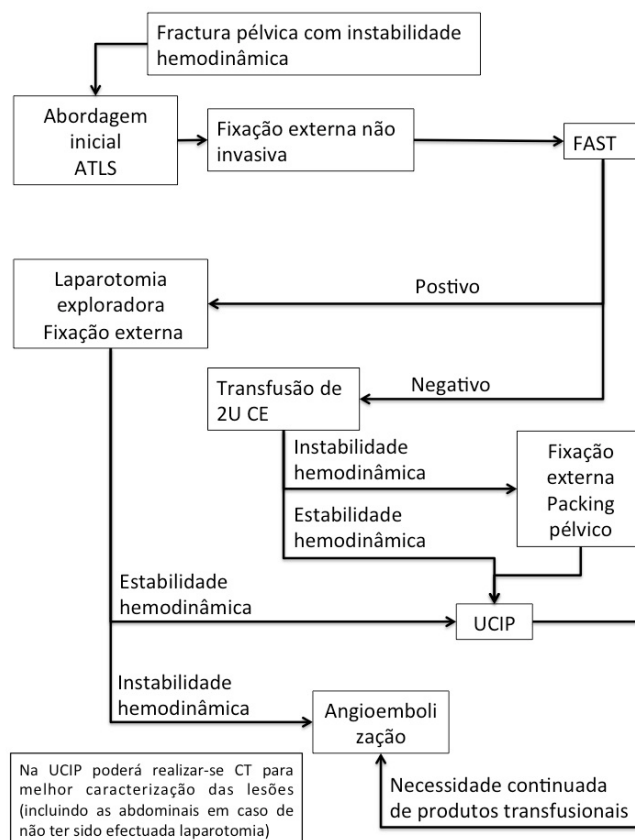 Fractura pélvica com instabilidade
hemodinâmica
Abordagem
inicial
ATLS
Fixação externa não
invasiva
FAST
Laparotomia
exploradora
Fixação externa
Postivo
Transfusão de
2U CE
Negativo
Instabilidade
hemodinâmica
Fixação
externa
Packing
pélvico
Estabilidade
hemodinâmica
Estabilidade
hemodinâmica
UCIP
Instabilidade
hemodinâmica
Angioemboli
zação
Na UCIP poderá realizar-se CT para
melhor caracterização das lesões
(incluindo as abdominais em caso de
não ter sido efectuada laparotomia)
Necessidade continuada
de produtos transfusionais